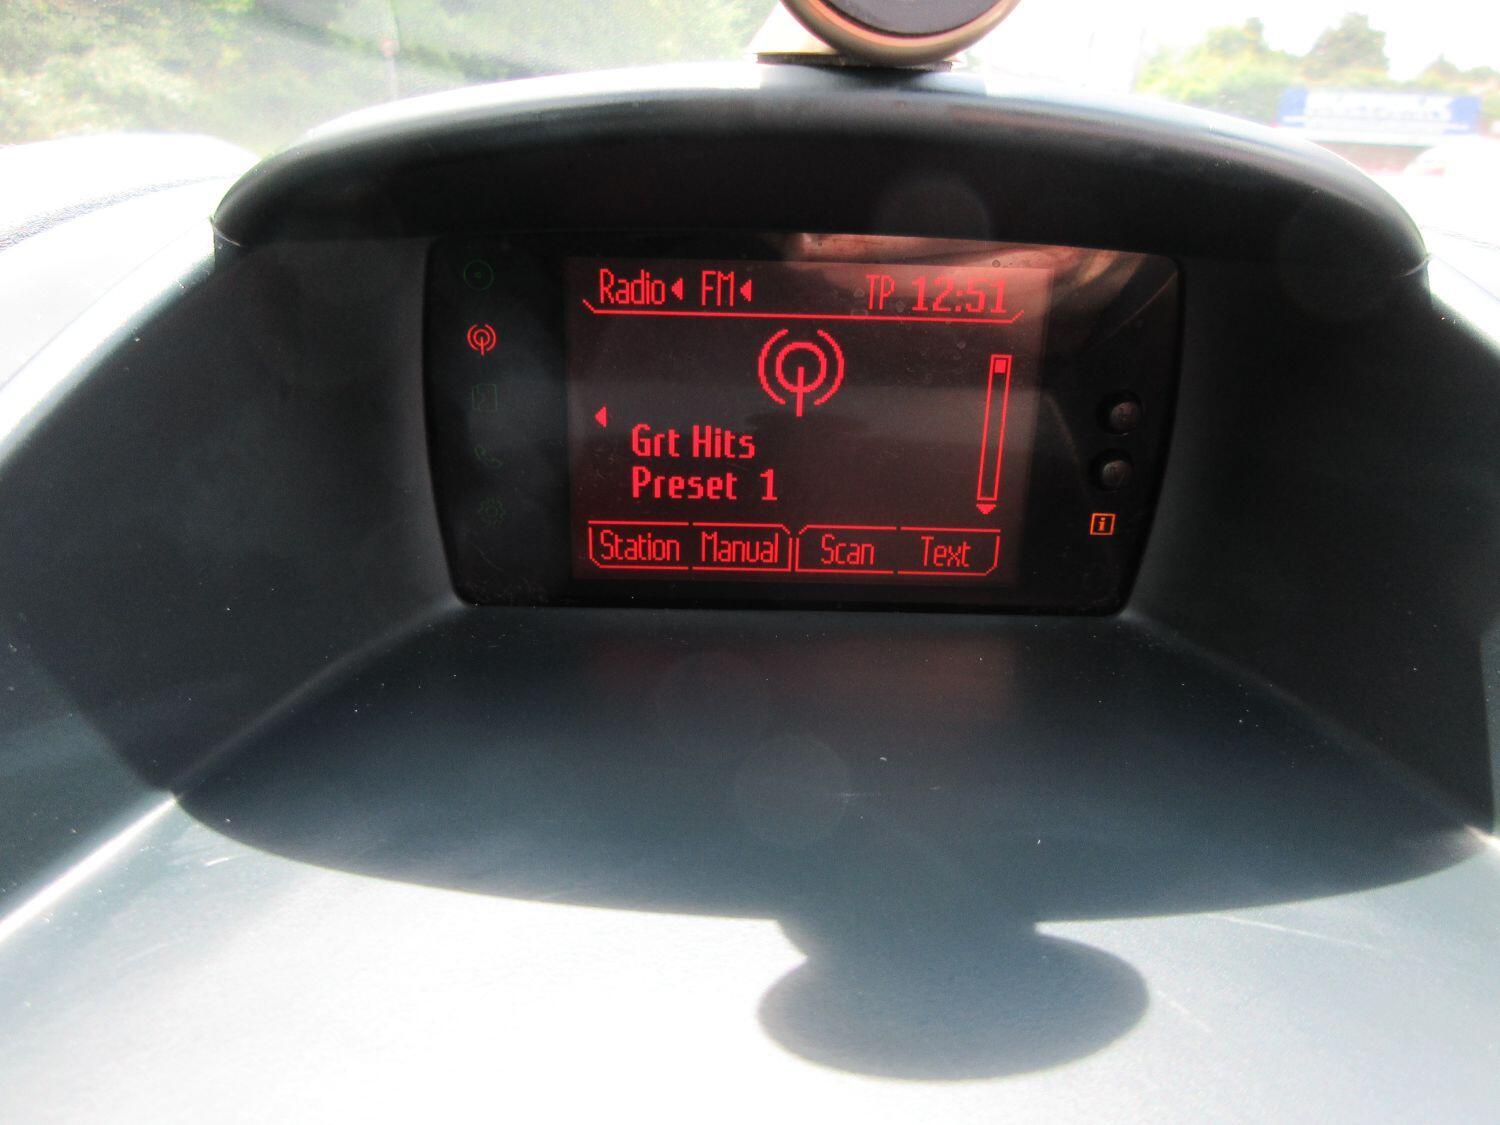 Radio FM TP 12:51
Grt Hits
Preset 1
Station Manual Scan Text
i